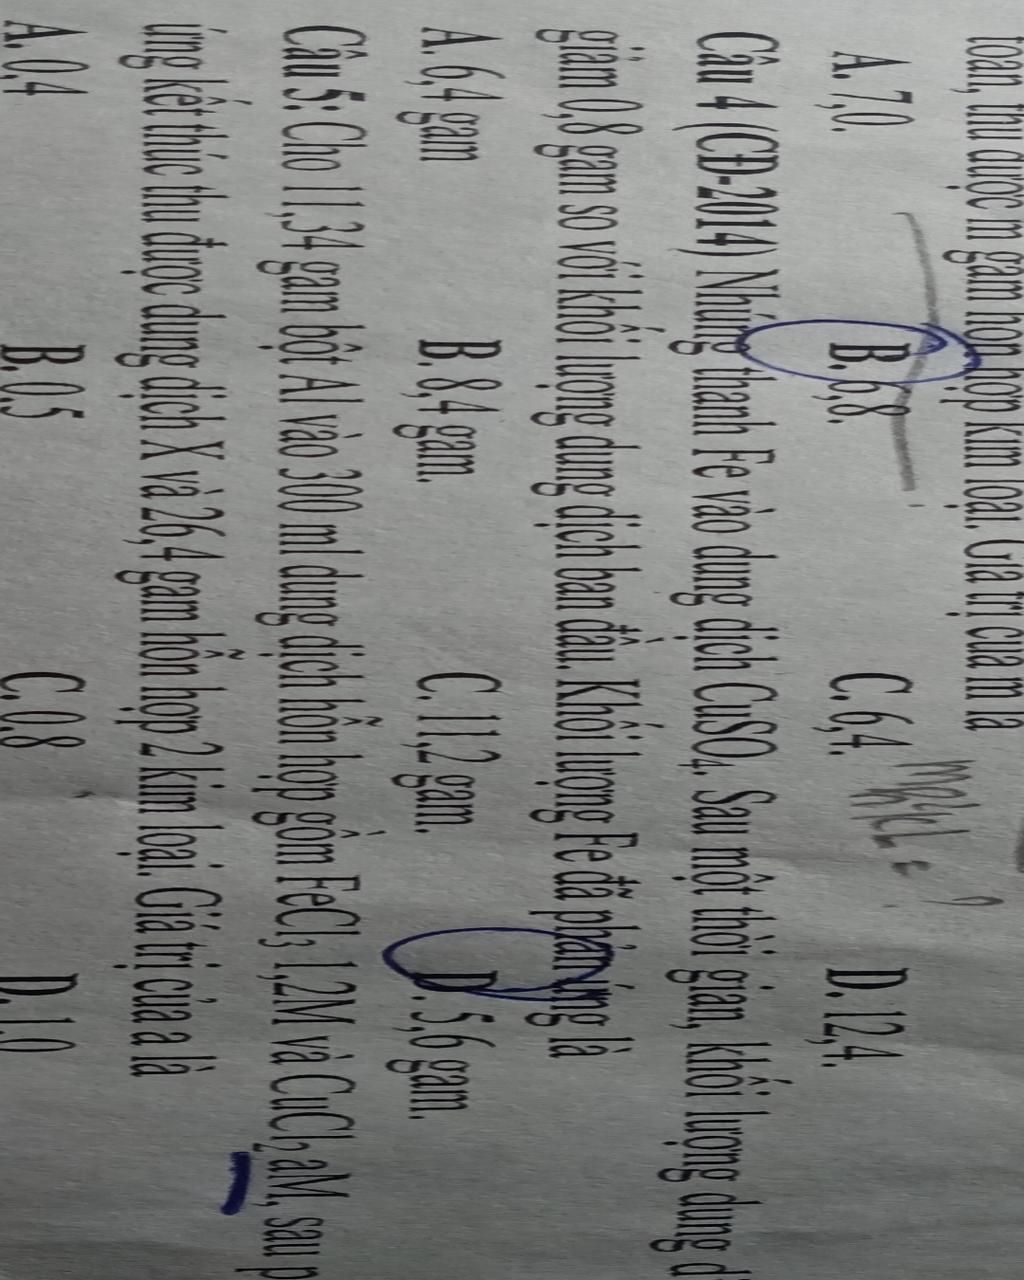 toàn, thu được m gam hỗn hợp kim loại. Giá trị của m là
A. 7,0. B. 6,8. C. 6,4. D. 12,4.
Câu 4 (CĐ-2014) Nhúng thanh Fe vào dung dịch CuSO₄. Sau một thời gian, khối lượng dung
giảm 0,8 gam so với khối lượng dung dịch ban đầu. Khối lượng Fe đã phản ứng là
A. 6,4 gam B. 8,4 gam. C. 11,2 gam. D. 5,6 gam.
Câu 5: Cho 11,34 gam bột Al vào 300 ml dung dịch hỗn hợp gồm FeCl₃ 1,2M và CuCl₂ aM, sau
ứng kết thúc thu được dung dịch X và 26,4 gam hỗn hợp 2 kim loại. Giá trị của a là
A. 0,4 B. 0,5 C. 0,8 D. 1,0